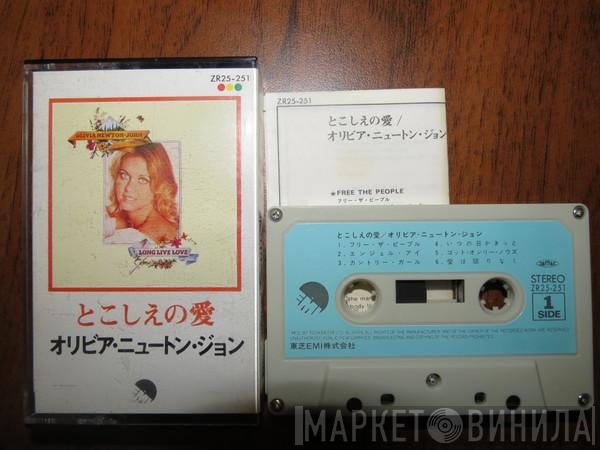 ZR25-251
OLIVIA NEWTON-JOHN
LONG LIVE LOVE
とこしえの愛
オリビア・ニュートン・ジョン
ZR25-251
とこしえの愛/
オリビア・ニュートン・ジョン
★FREE THE PEOPLE
フリー・ザ・ピープル
とこしえの愛/オリビア・ニュートン・ジョン
1. フリー・ザ・ピープル
2. エンジェル・アイ
3. カントリー・ガール
4. いつの日かきっと
5. ゴット・オンリー・ノウズ
6. 愛は限りなく
STEREO
ZR25-251
1
SIDE
東芝EMI株式会社
МАРКЕТ ВИНИЛА